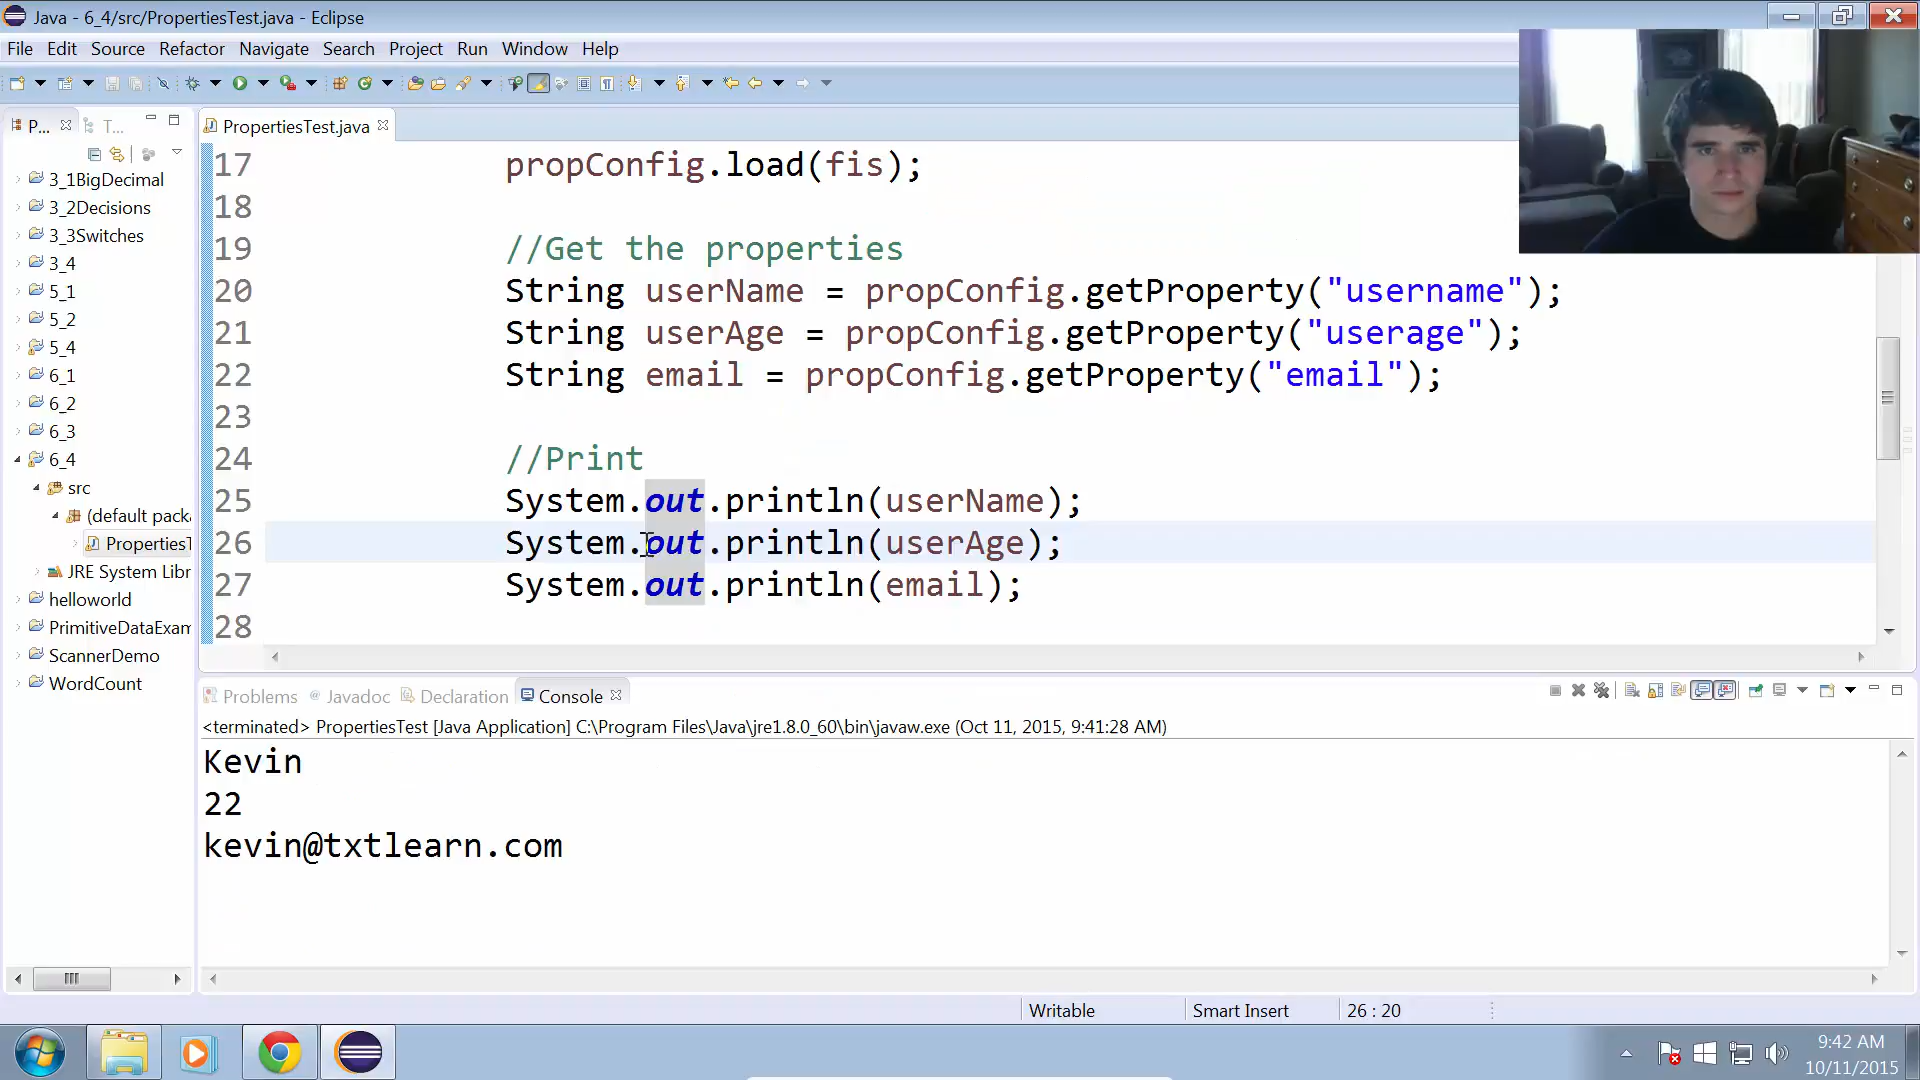 Java - 6_4/src/PropertiesTest.java - Eclipse
File Edit Source Refactor Navigate Search Project Run Window Help
P... T... PropertiesTest.java
3_1BigDecimal
3_2Decisions
3_3Switches
3_4
5_1
5_2
5_4
6_1
6_2
6_3
6_4
src
(default packa
PropertiesT
JRE System Libr
helloworld
PrimitiveDataExam
ScannerDemo
WordCount
17 propConfig.load(fis);
18
19 //Get the properties
20 String userName = propConfig.getProperty("username");
21 String userAge = propConfig.getProperty("userage");
22 String email = propConfig.getProperty("email");
23
24 //Print
25 System.out.println(userName);
26 System.out.println(userAge);
27 System.out.println(email);
28
Problems @ Javadoc Declaration Console
<terminated> PropertiesTest [Java Application] C:\Program Files\Java\jre1.8.0_60\bin\javaw.exe (Oct 11, 2015, 9:41:28 AM)
Kevin
22
kevin@txtlearn.com
Writable Smart Insert 26 : 20
9:42 AM
10/11/2015